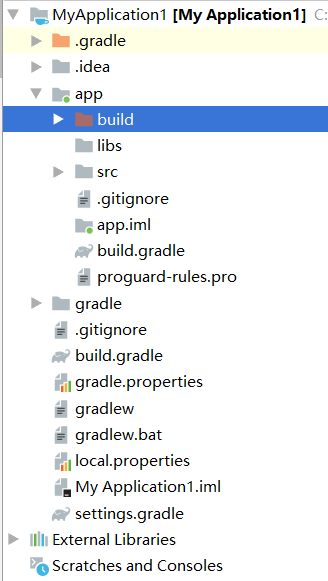 MyApplication1 [My Application1] C:
.gradle
.idea
app
build
libs
src
.gitignore
app.iml
build.gradle
proguard-rules.pro
gradle
.gitignore
build.gradle
gradle.properties
gradlew
gradlew.bat
local.properties
My Application1.iml
settings.gradle
External Libraries
Scratches and Consoles